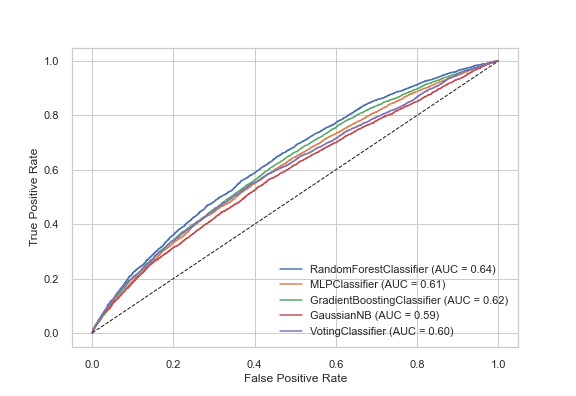 1.0
0.8
0.6
0.4
0.2
0.0
True Positive Rate
RandomForestClassifier (AUC = 0.64)
MLPClassifier (AUC = 0.61)
GradientBoostingClassifier (AUC = 0.62)
GaussianNB (AUC = 0.59)
VotingClassifier (AUC = 0.60)
0.0 0.2 0.4 0.6 0.8 1.0
False Positive Rate